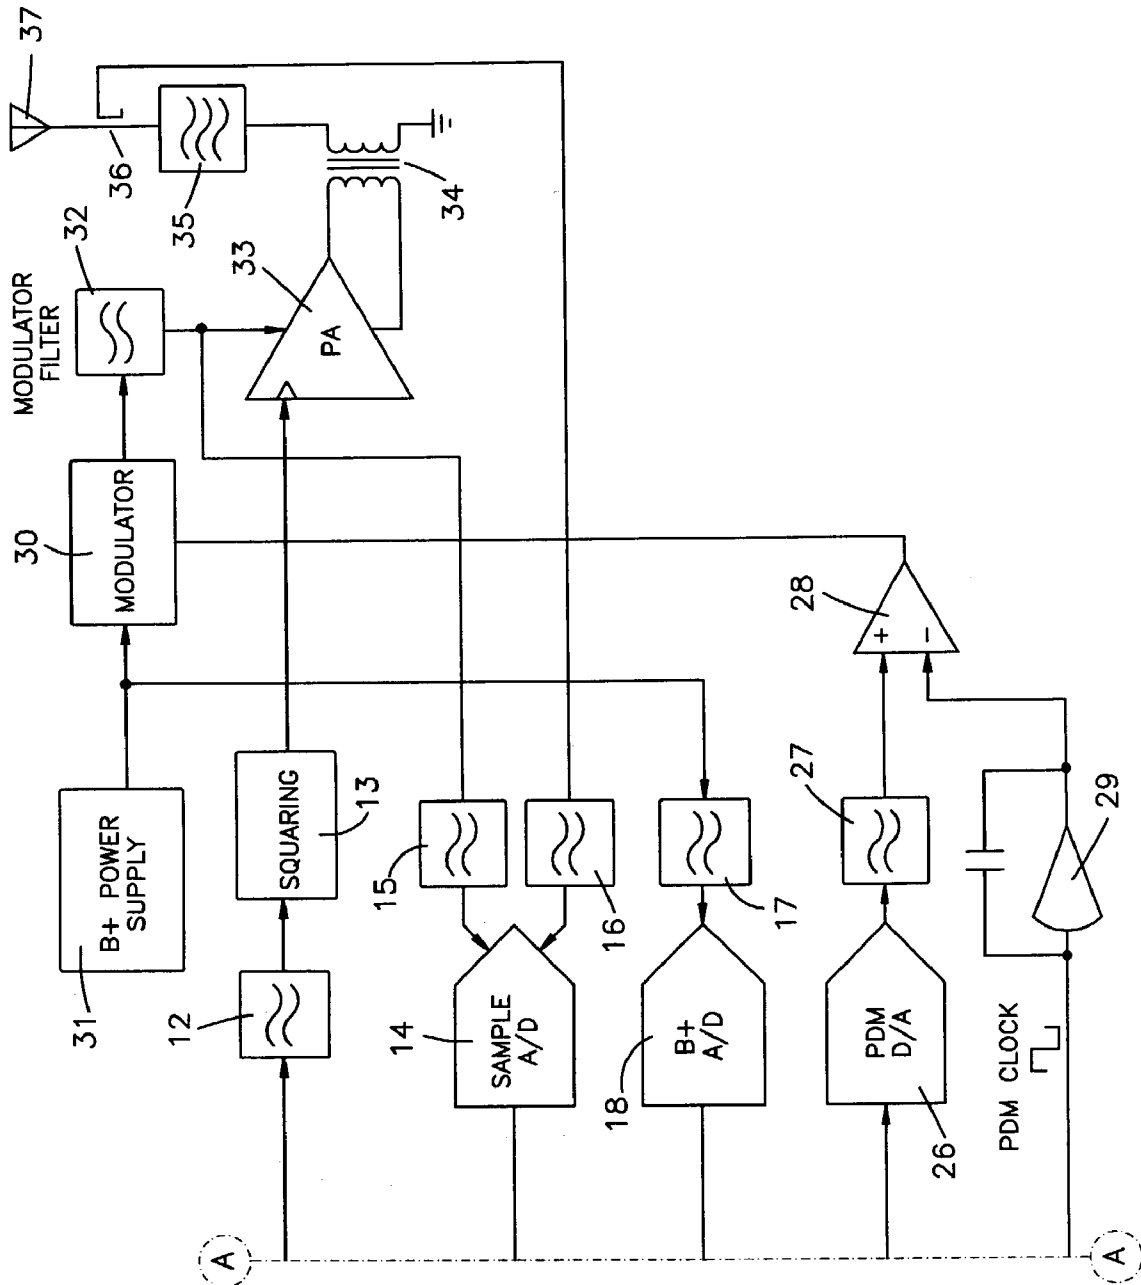 37
36
35
34
32
MODULATOR
FILTER
33
PA
30
MODULATOR
28
+
-
31
B+ POWER
SUPPLY
SQUARING
13
12
15
16
17
27
29
14
SAMPLE
A/D
18
B+
A/D
PDM
D/A
26
PDM CLOCK
A
A